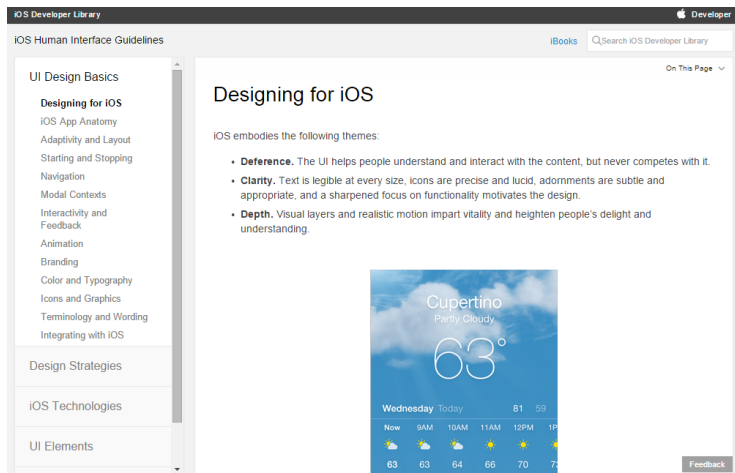 iOS Developer Library
Developer
iOS Human Interface Guidelines
iBooks
Search iOS Developer Library
UI Design Basics
Designing for iOS
iOS App Anatomy
Adaptivity and Layout
Starting and Stopping
Navigation
Modal Contexts
Interactivity and
Feedback
Animation
Branding
Color and Typography
Icons and Graphics
Terminology and Wording
Integrating with iOS
Design Strategies
iOS Technologies
UI Elements
On This Page
Designing for iOS
iOS embodies the following themes:
• Deference. The UI helps people understand and interact with the content, but never competes with it.
• Clarity. Text is legible at every size, icons are precise and lucid, adornments are subtle and
appropriate, and a sharpened focus on functionality motivates the design.
• Depth. Visual layers and realistic motion impart vitality and heighten people's delight and
understanding.
Cupertino
Partly Cloudy
63°
Wednesday Today 81 59
Now 9AM 10AM 11AM 12PM
63 63 64 66 70
Feedback